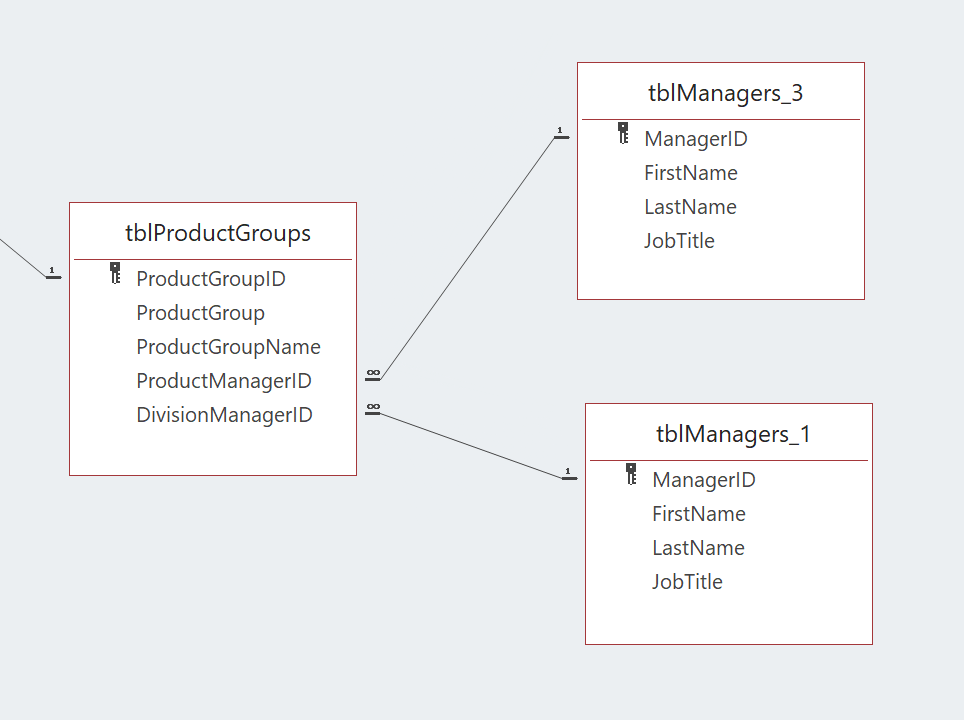 tblManagers_3
1
ManagerID
FirstName
LastName
JobTitle
tblProductGroups
1
ProductGroupID
ProductGroup
ProductGroupName
ProductManagerID
∞
DivisionManagerID
∞
tblManagers_1
1
ManagerID
FirstName
LastName
JobTitle